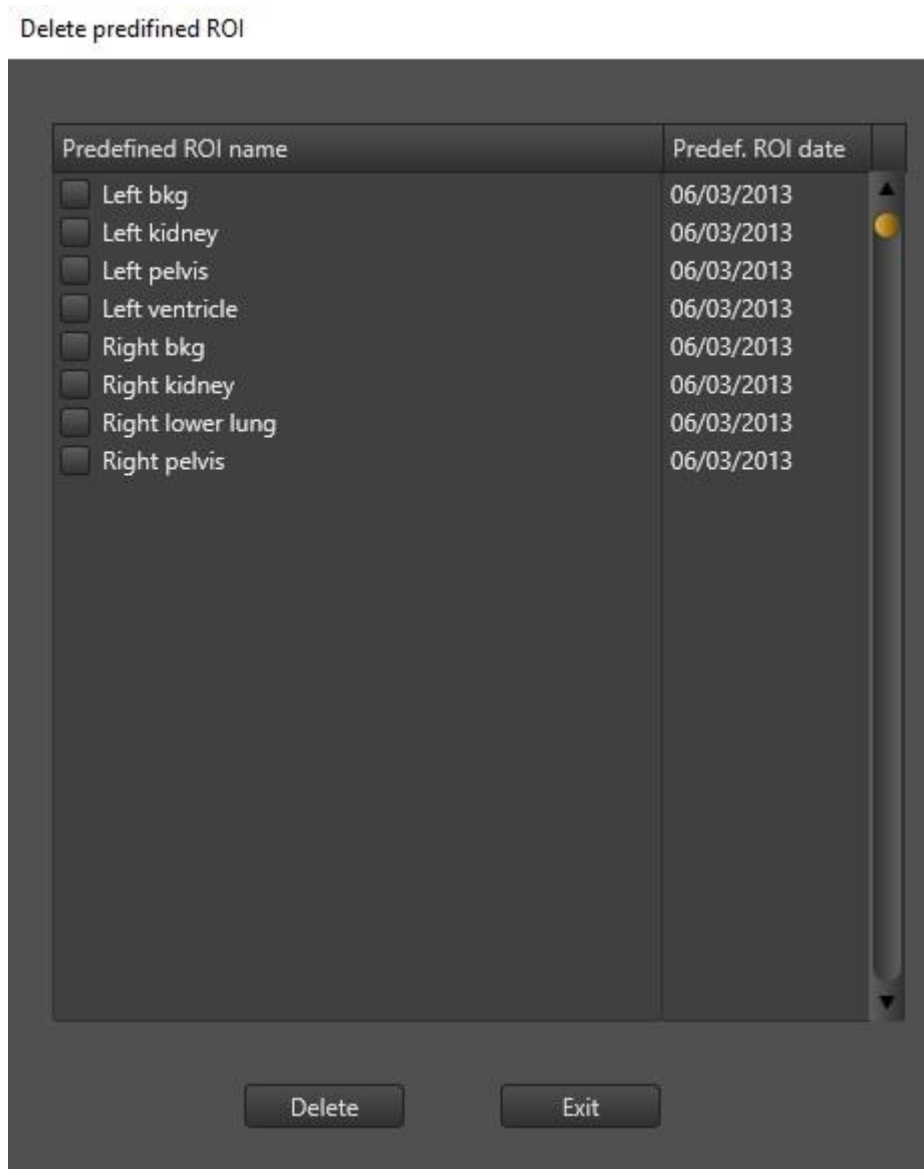 Delete predifined ROI
Predefined ROI name Predef. ROI date
Left bkg 06/03/2013
Left kidney 06/03/2013
Left pelvis 06/03/2013
Left ventricle 06/03/2013
Right bkg 06/03/2013
Right kidney 06/03/2013
Right lower lung 06/03/2013
Right pelvis 06/03/2013
Delete Exit